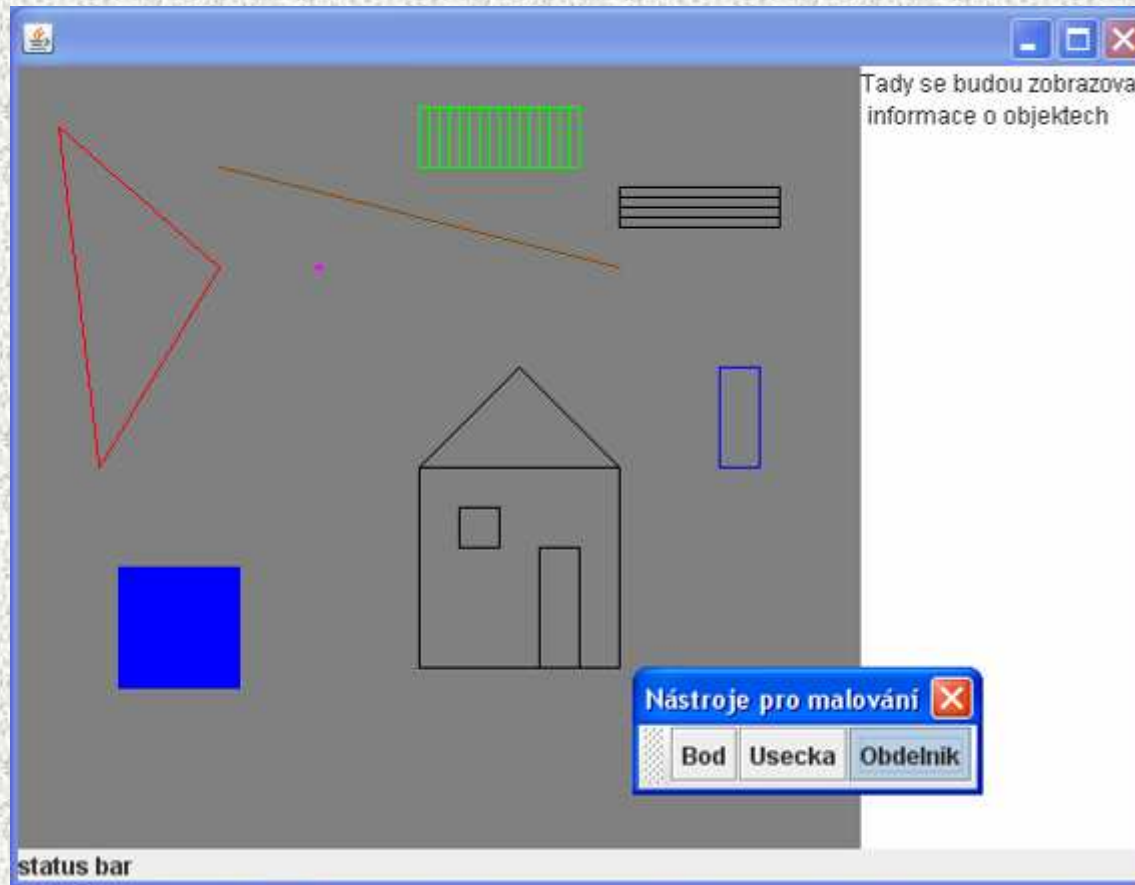 Tady se budou zobrazova
informace o objektech
Nástroje pro malování
Bod Usecka Obdelnik
status bar